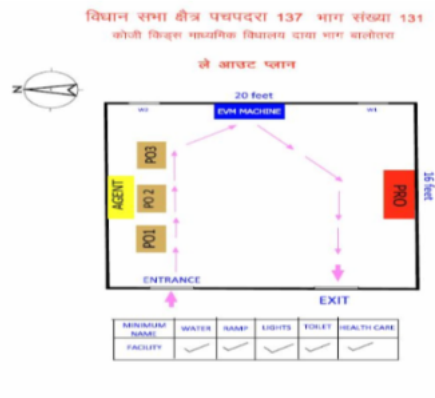 विधान सभा क्षैत्र पचपदरा 137 भाग संख्या 131
कोजी किड्स माध्यमिक विधालय दाया भाग बालोतरा
ले आउट प्लान
N
20 feet
EVM MACHINE
W1
16 feet
PO3
PO 2
PO1
AGENT
PRO
ENTRANCE
EXIT
MINIMUM NAME WATER RAMP LIGHTS TOILET HEALTH CARE
FACILITY